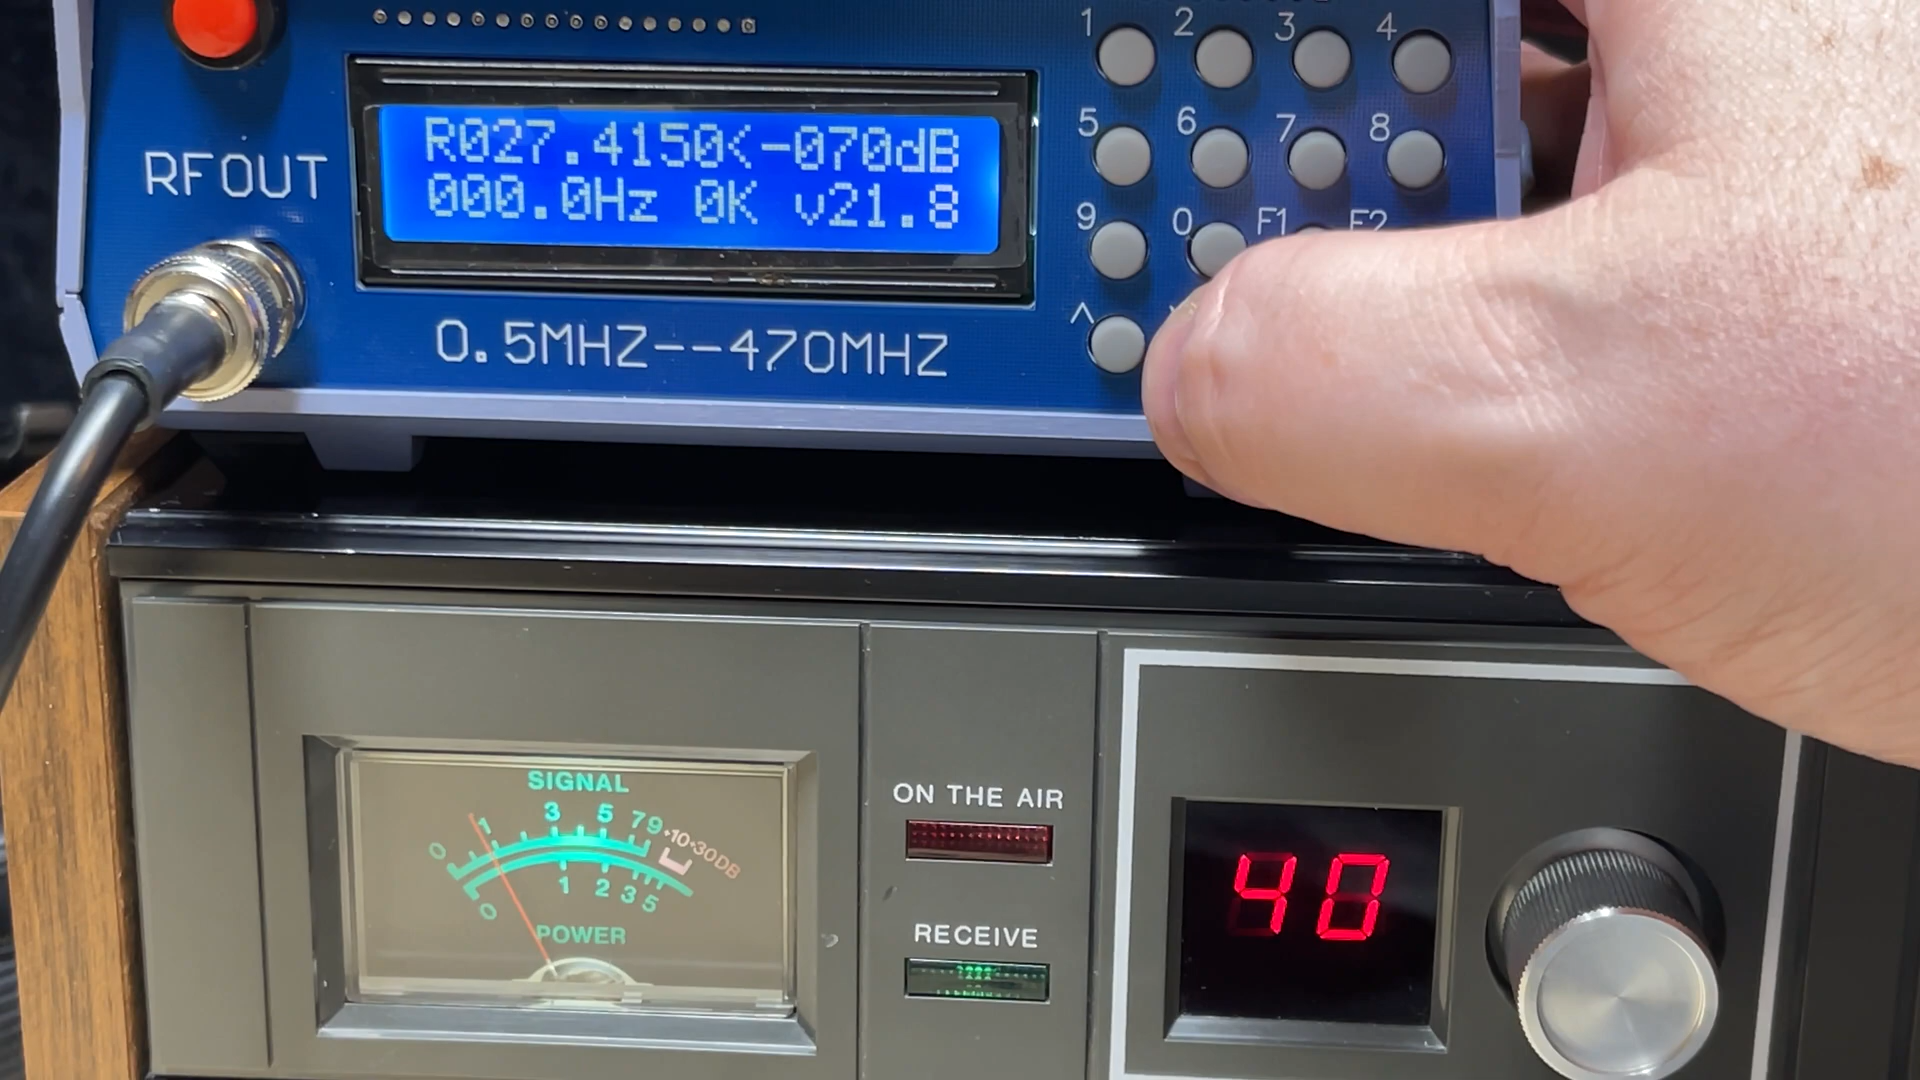 1 2 3 4
R027.4150<-070dB
000.0Hz 0K v21.8
5 6 7 8
RFOUT
9 0 F1 F2
^
0.5MHZ--470MHZ
SIGNAL
0 1 3 5 7 9 +10 +30DB
0 1 2 3 5
POWER
ON THE AIR
RECEIVE
40